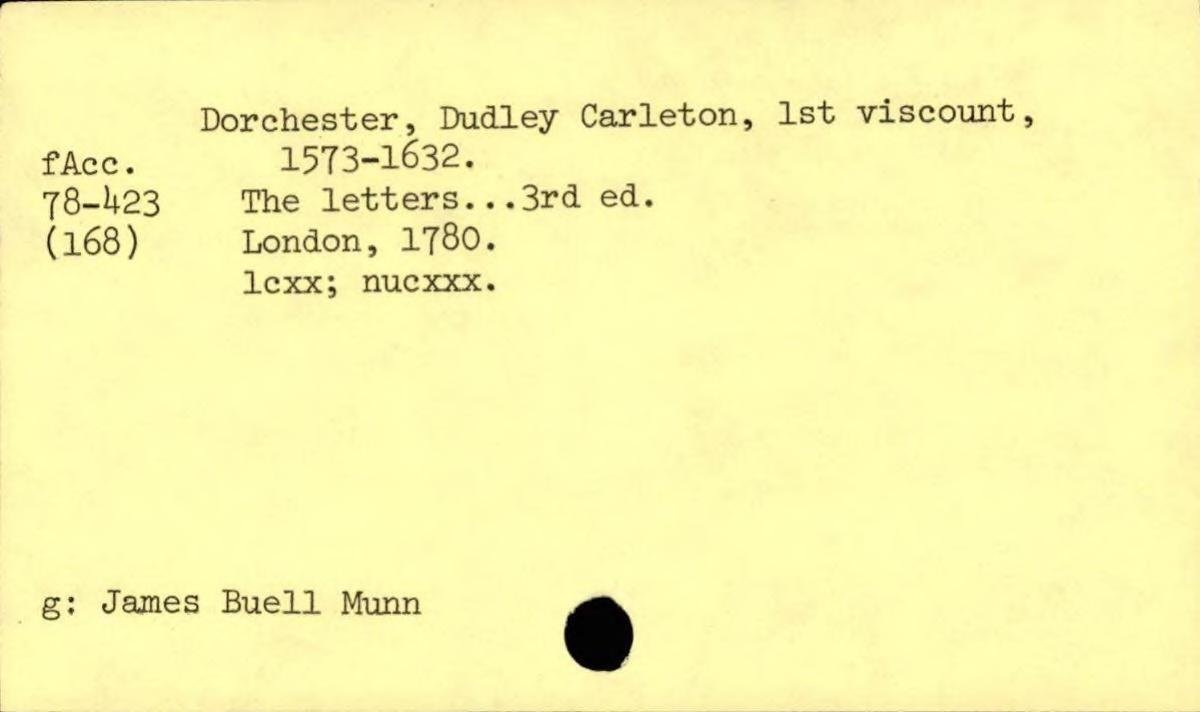 Dorchester, Dudley Carleton, 1st viscount,
fAcc. 1573-1632.
78-423 The letters...3rd ed.
(168) London, 1780.
lcxx; nucxxx.
g: James Buell Munn